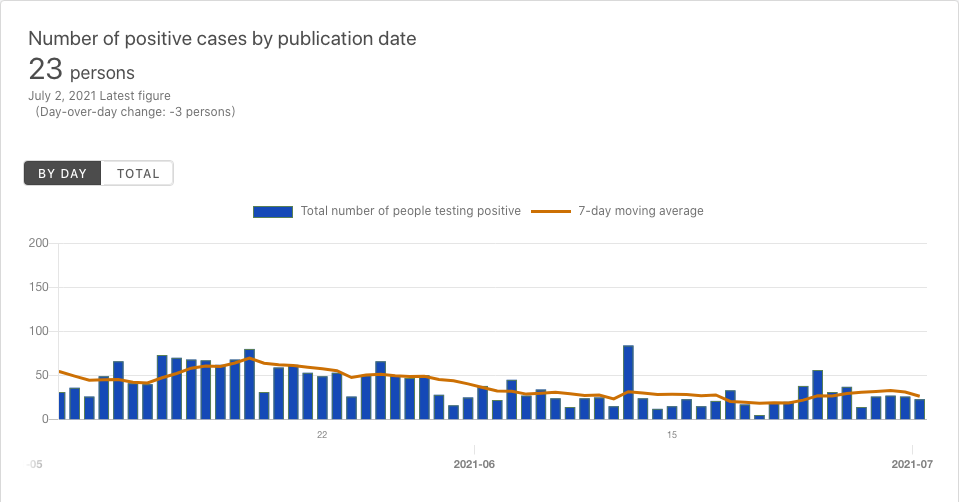 Number of positive cases by publication date
23 persons
July 2, 2021 Latest figure
(Day-over-day change: -3 persons)
BY DAY TOTAL
Total number of people testing positive 7-day moving average
200
150
100
50
0
22 15
-05 2021-06 2021-07